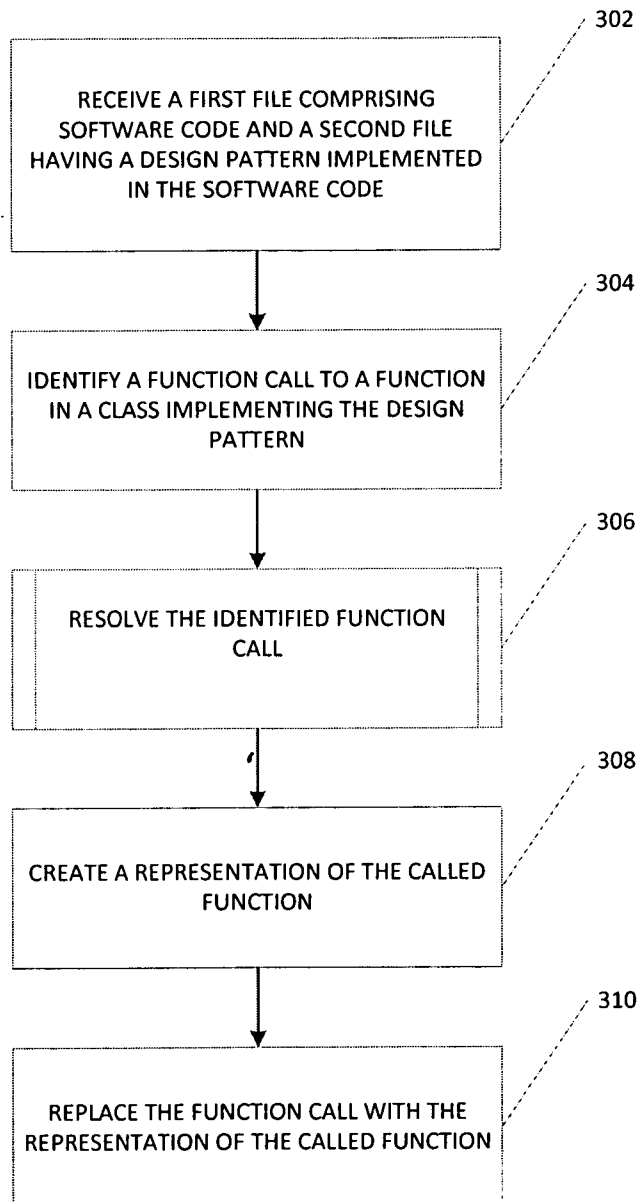 302
RECEIVE A FIRST FILE COMPRISING
SOFTWARE CODE AND A SECOND FILE
HAVING A DESIGN PATTERN IMPLEMENTED
IN THE SOFTWARE CODE
304
IDENTIFY A FUNCTION CALL TO A FUNCTION
IN A CLASS IMPLEMENTING THE DESIGN
PATTERN
306
RESOLVE THE IDENTIFIED FUNCTION
CALL
308
CREATE A REPRESENTATION OF THE CALLED
FUNCTION
310
REPLACE THE FUNCTION CALL WITH THE
REPRESENTATION OF THE CALLED FUNCTION